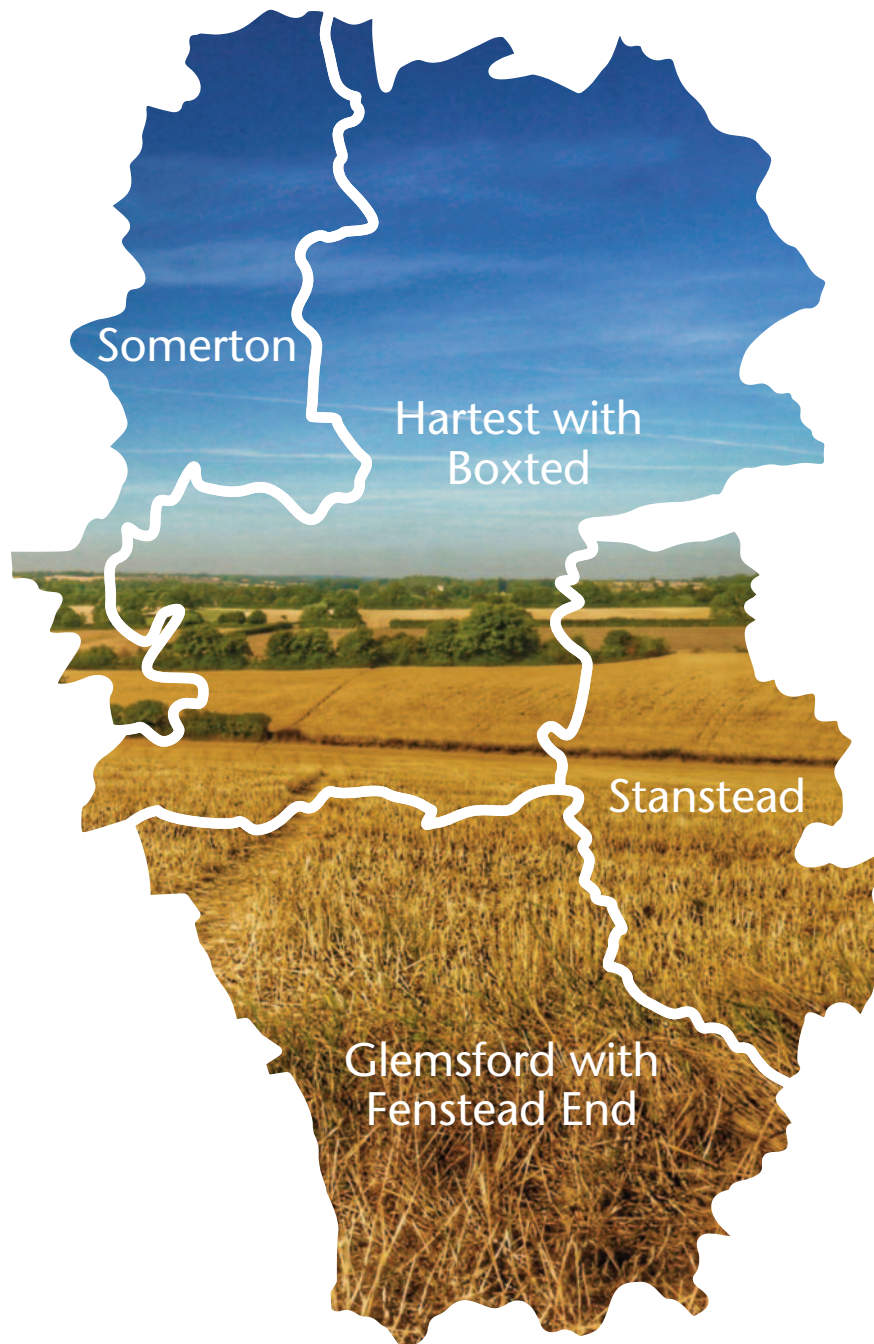 Somerton
Hartest with
Boxted
Stanstead
Glemsford with
Fenstead End